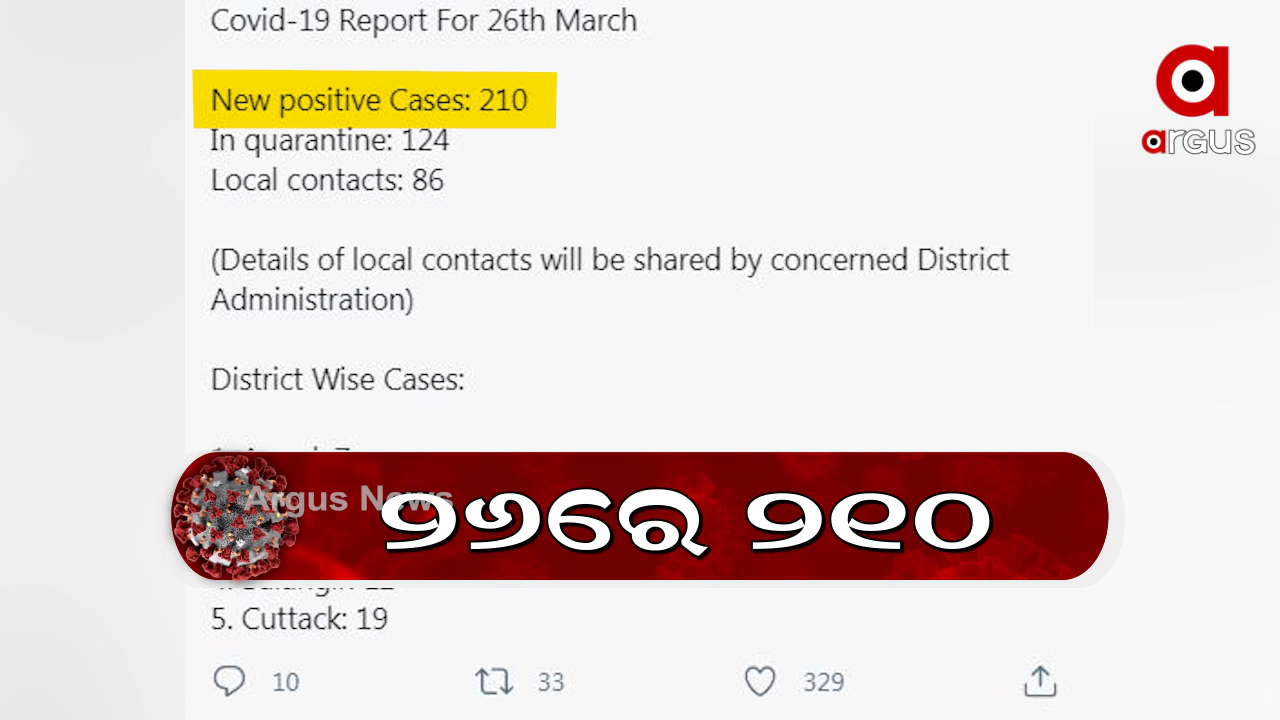 Covid-19 Report For 26th March
New positive Cases: 210
In quarantine: 124
Local contacts: 86
(Details of local contacts will be shared by concerned District
Administration)
District Wise Cases:
Argus News
୨୬ରେ ୨୧୦
5. Cuttack: 19
10 33 329
a
argus